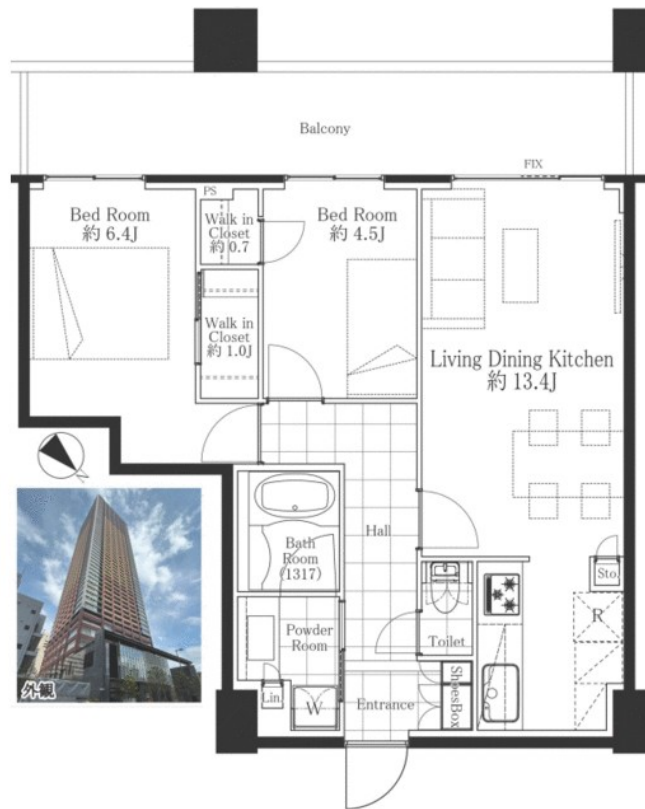 Balcony
FIX
PS
Bed Room
約 6.4J
Walk in
Closet
約 0.7
Bed Room
約 4.5J
Walk in
Closet
約 1.0J
Living Dining Kitchen
約 13.4J
Hall
Bath
Room
(1317)
Sto.
R
Powder
Room
Toilet
Lin.
W
Entrance
ShoesBox
外観